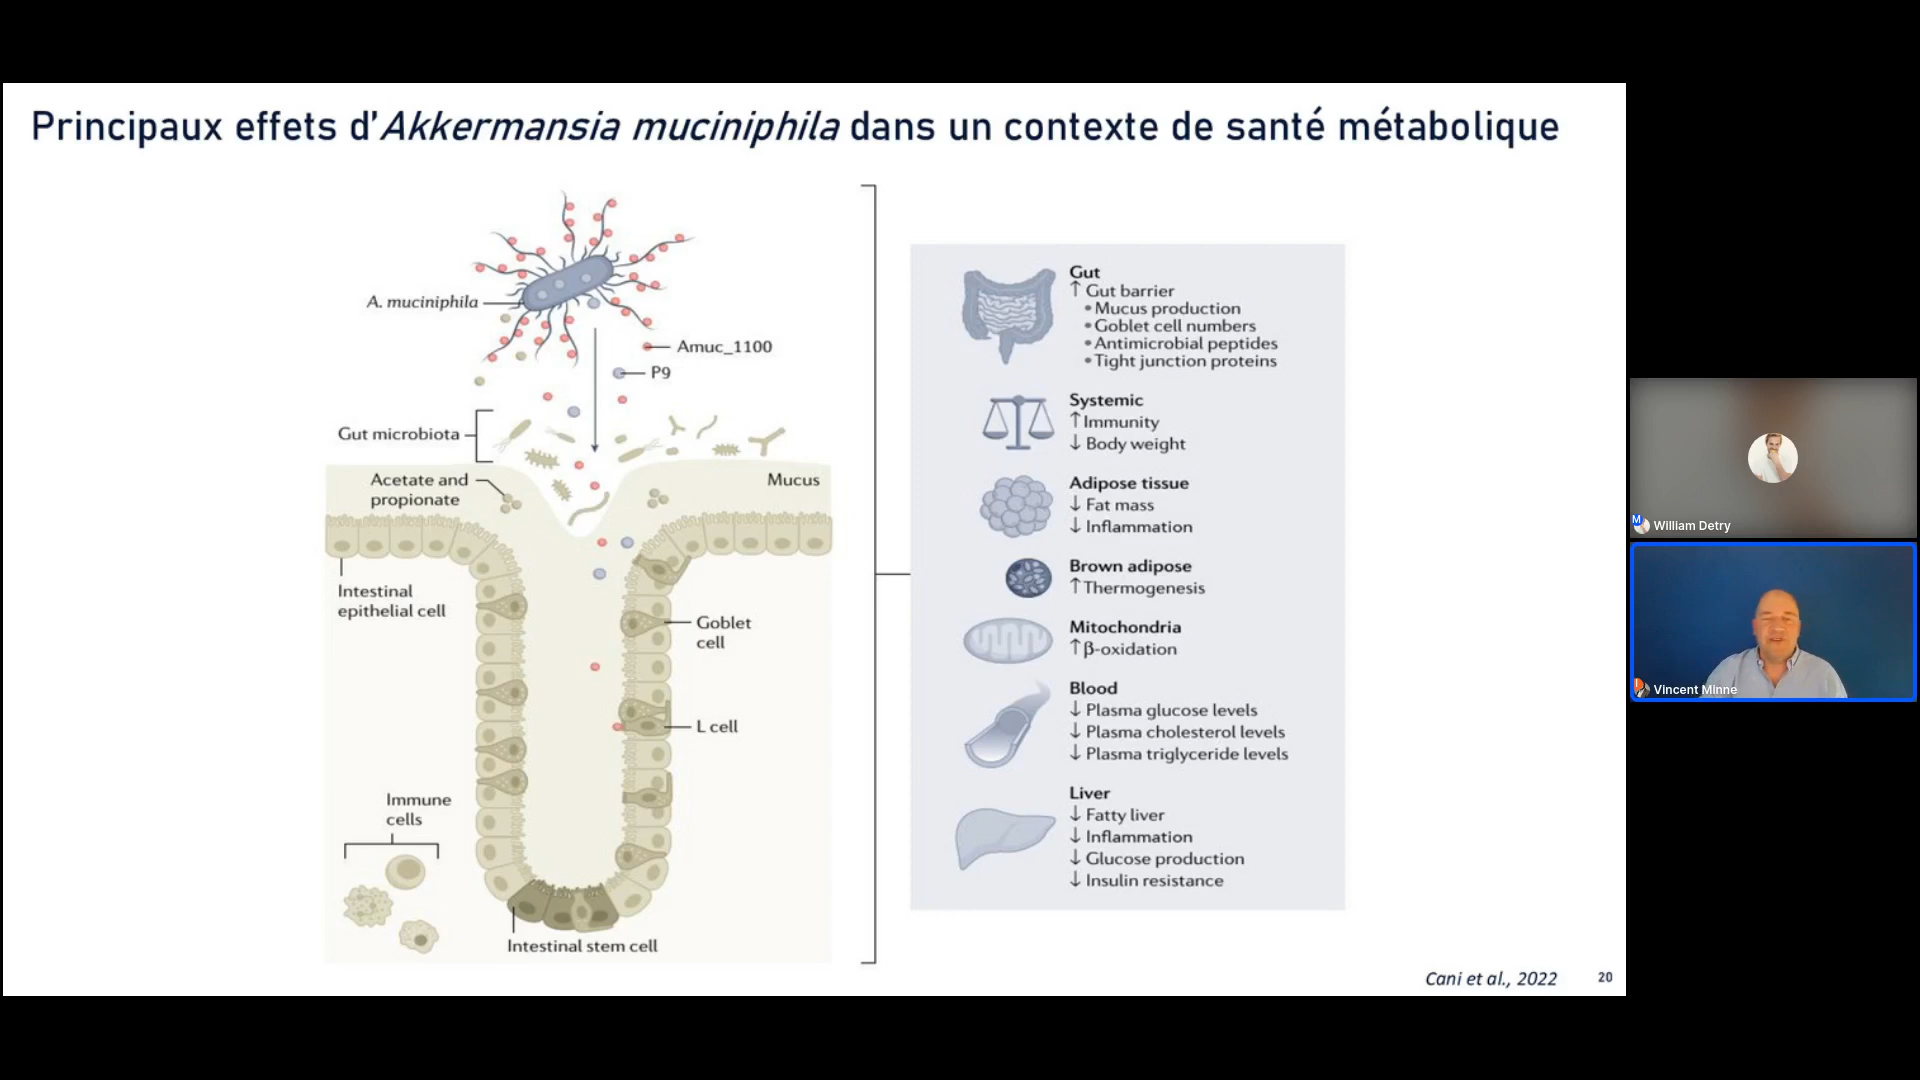 Principaux effets d'Akkermansia muciniphila dans un contexte de santé métabolique
A. muciniphila
Amuc_1100
P9
Gut microbiota
Acetate and
propionate
Mucus
Intestinal
epithelial cell
Goblet
cell
L cell
Immune
cells
Intestinal stem cell
Gut
↑ Gut barrier
• Mucus production
• Goblet cell numbers
• Antimicrobial peptides
• Tight junction proteins
Systemic
↑ Immunity
↓ Body weight
Adipose tissue
↓ Fat mass
↓ Inflammation
Brown adipose
↑ Thermogenesis
Mitochondria
↑ β-oxidation
Blood
↓ Plasma glucose levels
↓ Plasma cholesterol levels
↓ Plasma triglyceride levels
Liver
↓ Fatty liver
↓ Inflammation
↓ Glucose production
↓ Insulin resistance
Cani et al., 2022
20
M
William Detry
Vincent Minne